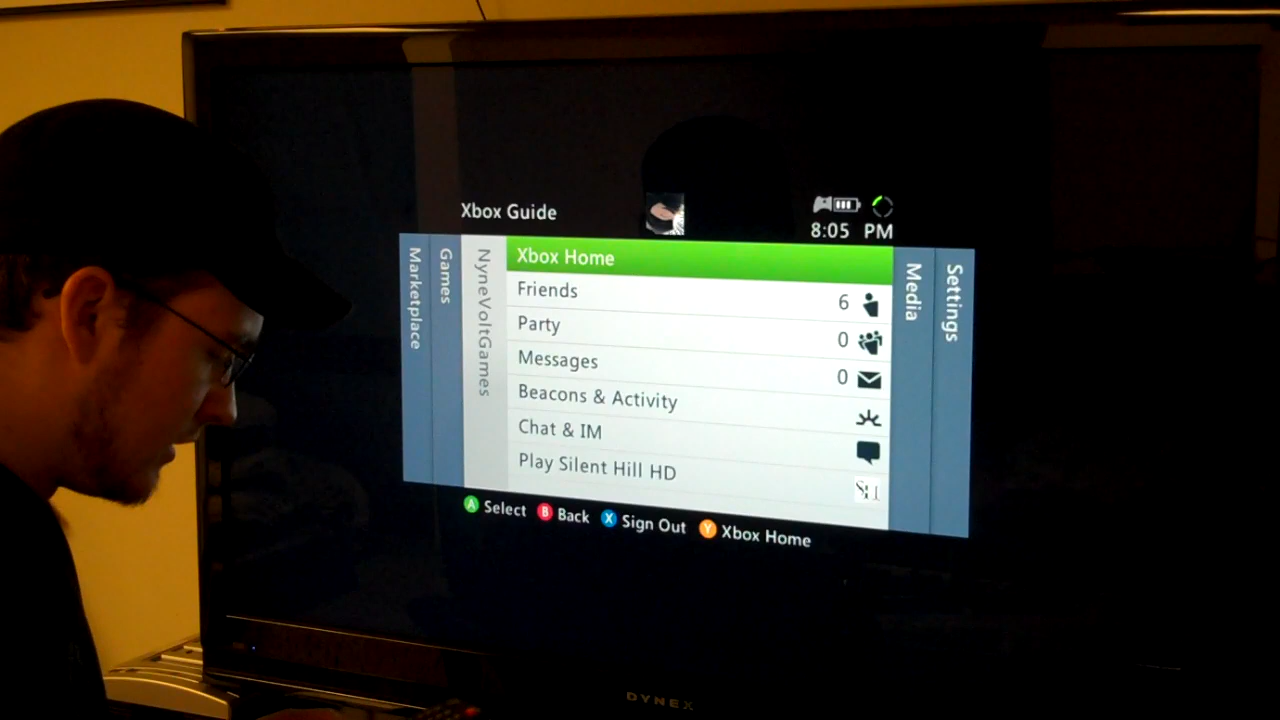 Xbox Guide
8:05 PM
Marketplace
Games
NyneVoltGames
Xbox Home
Friends 6
Party 0
Messages 0
Beacons & Activity
Chat & IM
Play Silent Hill HD
SH
Media
Settings
A Select B Back X Sign Out Y Xbox Home
DYNEX